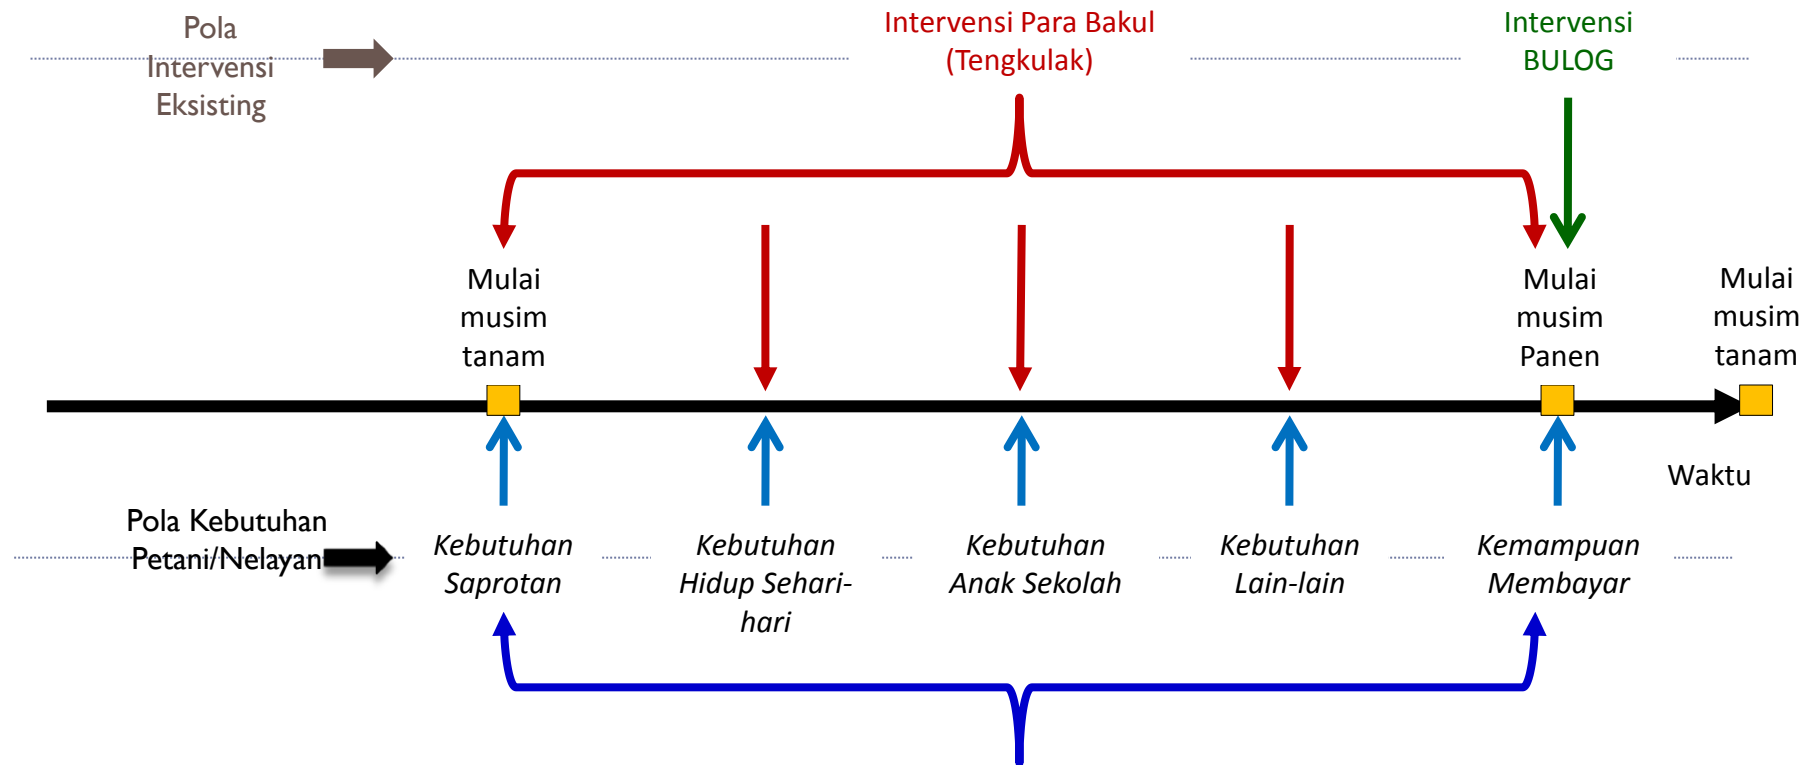 Pola
Intervensi
Eksisting
Intervensi Para Bakul
(Tengkulak)
Intervensi
BULOG
Mulai
musim
tanam
Mulai
musim
Panen
Mulai
musim
tanam
Waktu
Pola Kebutuhan
Petani/Nelayan
Kebutuhan
Saprotan
Kebutuhan
Hidup Sehari-
hari
Kebutuhan
Anak Sekolah
Kebutuhan
Lain-lain
Kemampuan
Membayar